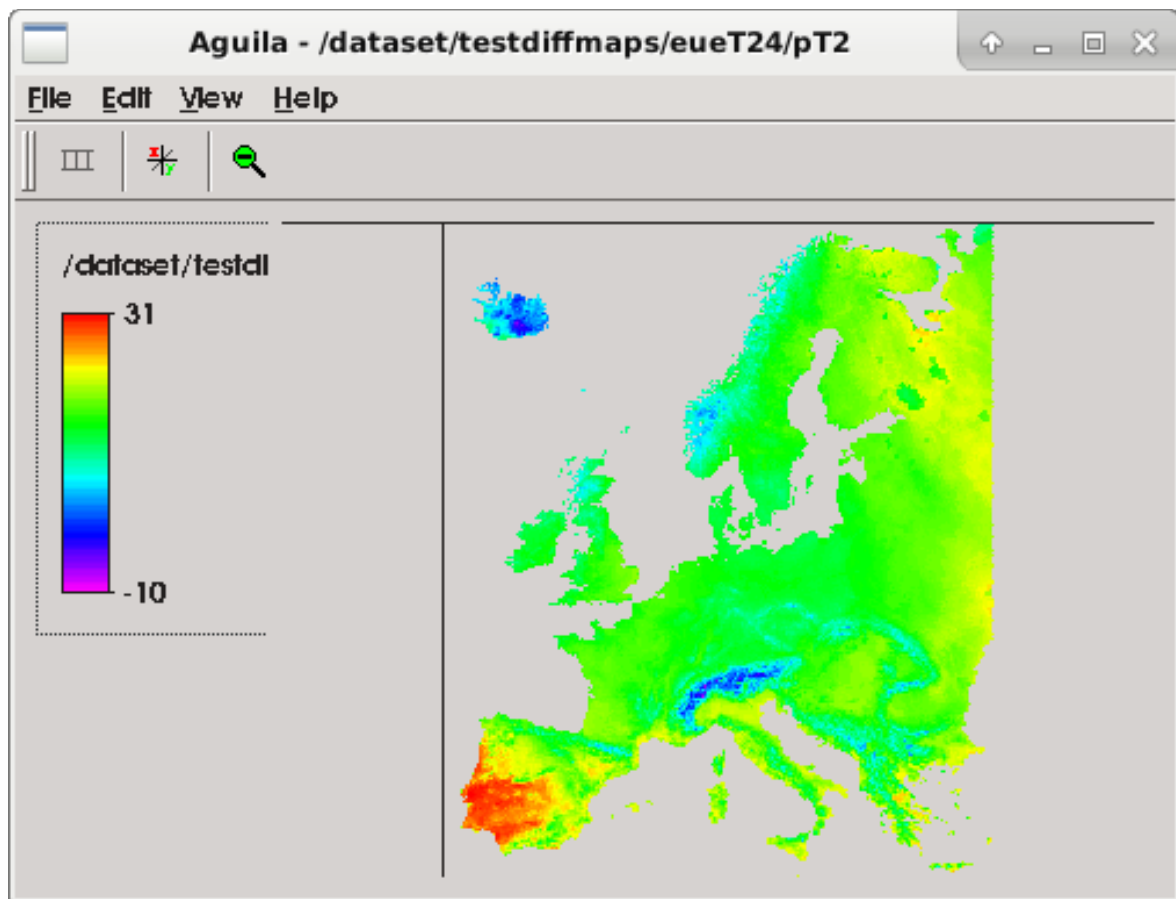 Aguila - /dataset/testdiffmaps/eueT24/pT2
File Edit View Help
/dataset/testdi
31
-10